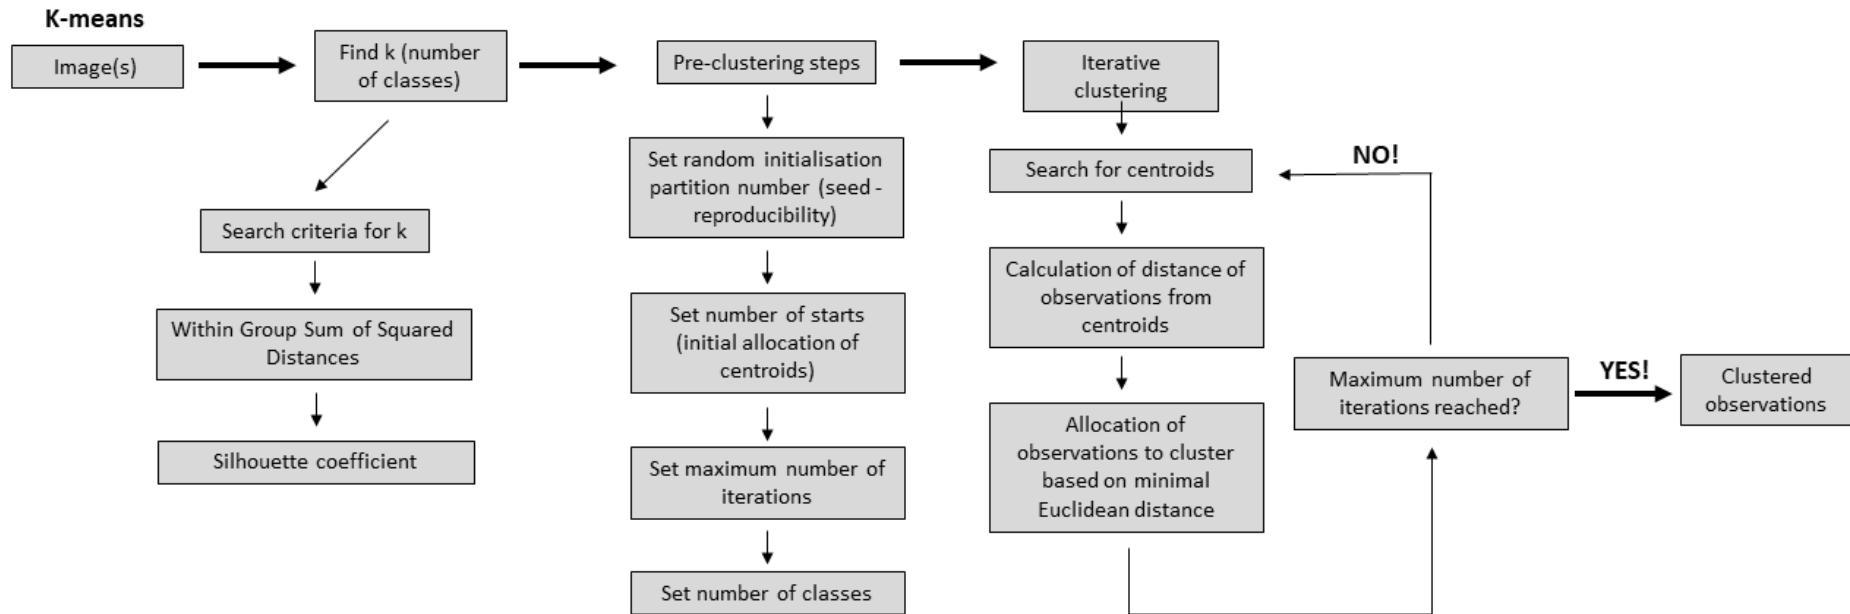 K-means
Image(s)
Find k (number
of classes)
Search criteria for k
Within Group Sum of Squared
Distances
Silhouette coefficient
Pre-clustering steps
Set random initialisation
partition number (seed -
reproducibility)
Set number of starts
(initial allocation of
centroids)
Set maximum number of
iterations
Set number of classes
Iterative
clustering
Search for centroids
Calculation of distance of
observations from
centroids
Allocation of
observations to cluster
based on minimal
Euclidean distance
NO!
Maximum number of
iterations reached?
YES!
Clustered
observations